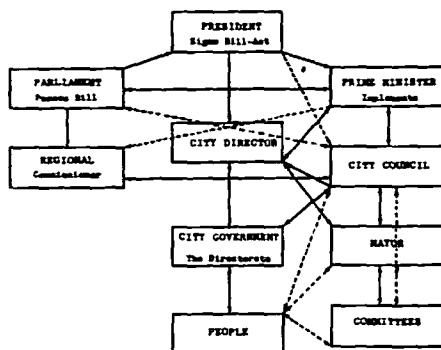 PRESIDENT
Signs Bill-Act
PARLIAMENT
Passes Bill
PRIME MINISTER
Implements
CITY DIRECTOR
REGIONAL
Commissioner
CITY COUNCIL
CITY GOVERNMENT
The Directorate
MAYOR
PEOPLE
COMMITTEES